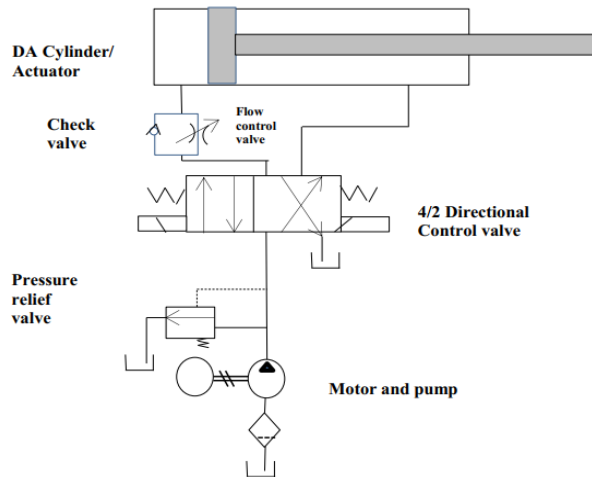 DA Cylinder/
Actuator
Check
valve
Flow
control
valve
4/2 Directional
Control valve
Pressure
relief
valve
Motor and pump